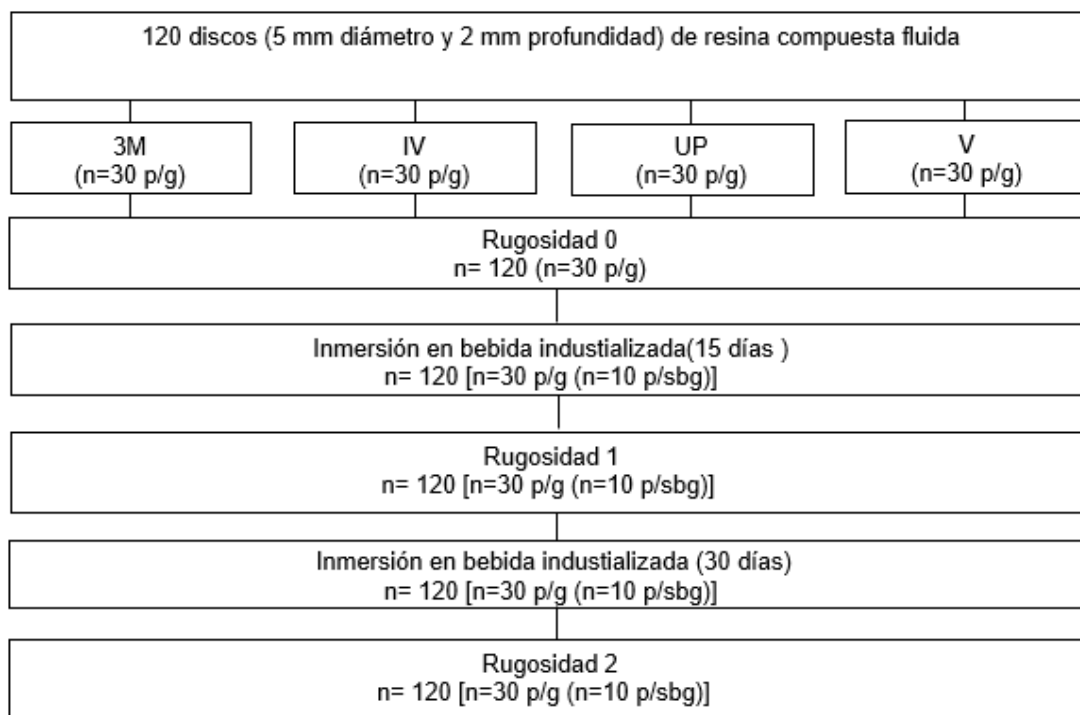 120 discos (5 mm diámetro y 2 mm profundidad) de resina compuesta fluida
3M
(n=30 p/g)
IV
(n=30 p/g)
UP
(n=30 p/g)
V
(n=30 p/g)
Rugosidad 0
n= 120 (n=30 p/g)
Inmersión en bebida industialized(15 días )
n= 120 [n=30 p/g (n=10 p/sbg)]
Rugosidad 1
n= 120 [n=30 p/g (n=10 p/sbg)]
Inmersión en bebida industializada (30 días)
n= 120 [n=30 p/g (n=10 p/sbg)]
Rugosidad 2
n= 120 [n=30 p/g (n=10 p/sbg)]